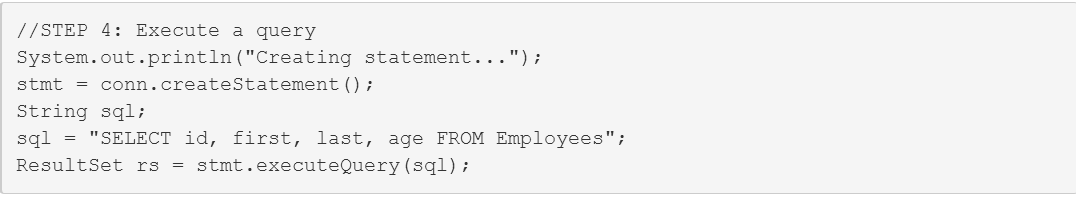 //STEP 4: Execute a query
System.out.println("Creating statement...");
stmt = conn.createStatement();
String sql;
sql = "SELECT id, first, last, age FROM Employees";
ResultSet rs = stmt.executeQuery(sql);